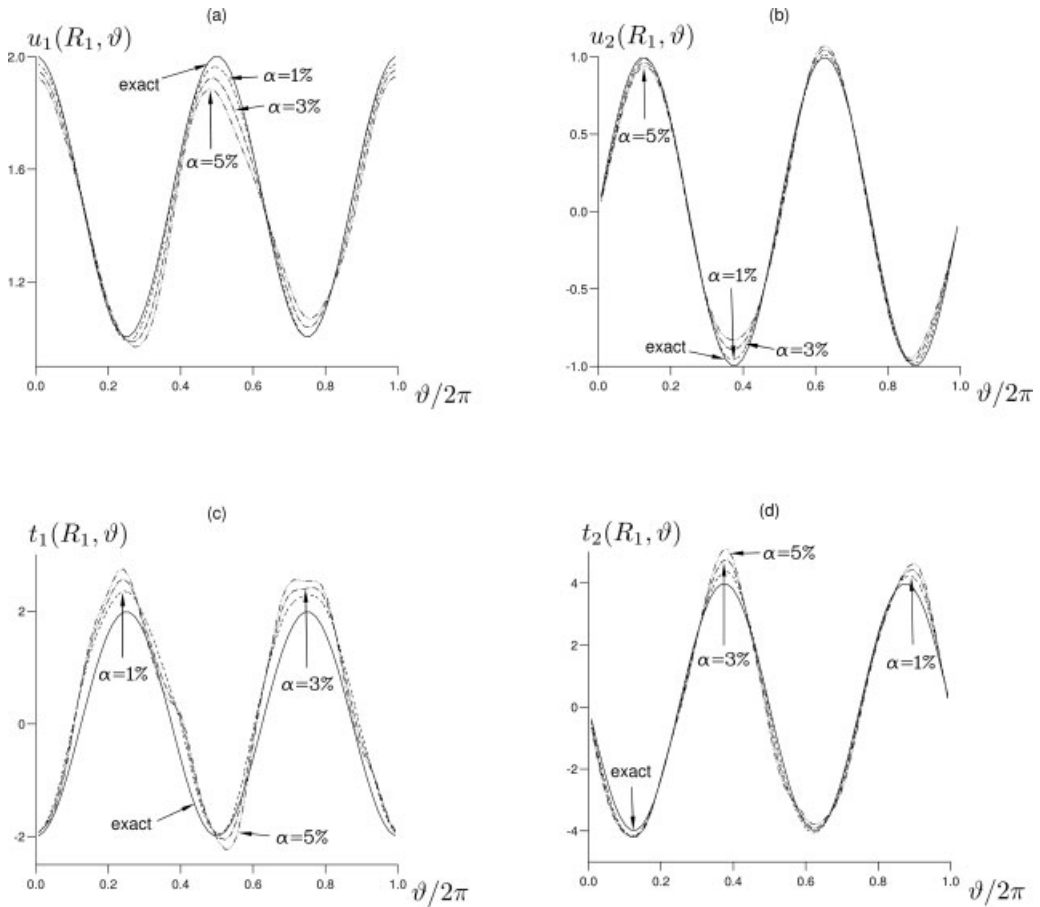 (a)
u₁(R₁, ϑ)
2.0
1.6
1.2
exact
α=1%
α=3%
α=5%
0.0 0.2 0.4 0.6 0.8 1.0
ϑ/2π
(b)
u₂(R₁, ϑ)
1.0
0.5
0.0
-0.5
-1.0
α=5%
α=1%
exact
α=3%
0.0 0.2 0.4 0.6 0.8 1.0
ϑ/2π
(c)
t₁(R₁, ϑ)
2
0
-2
α=1%
α=3%
exact
α=5%
0.0 0.2 0.4 0.6 0.8 1.0
ϑ/2π
(d)
t₂(R₁, ϑ)
4
2
0
-2
-4
α=5%
α=3%
α=1%
exact
0.0 0.2 0.4 0.6 0.8 1.0
ϑ/2π